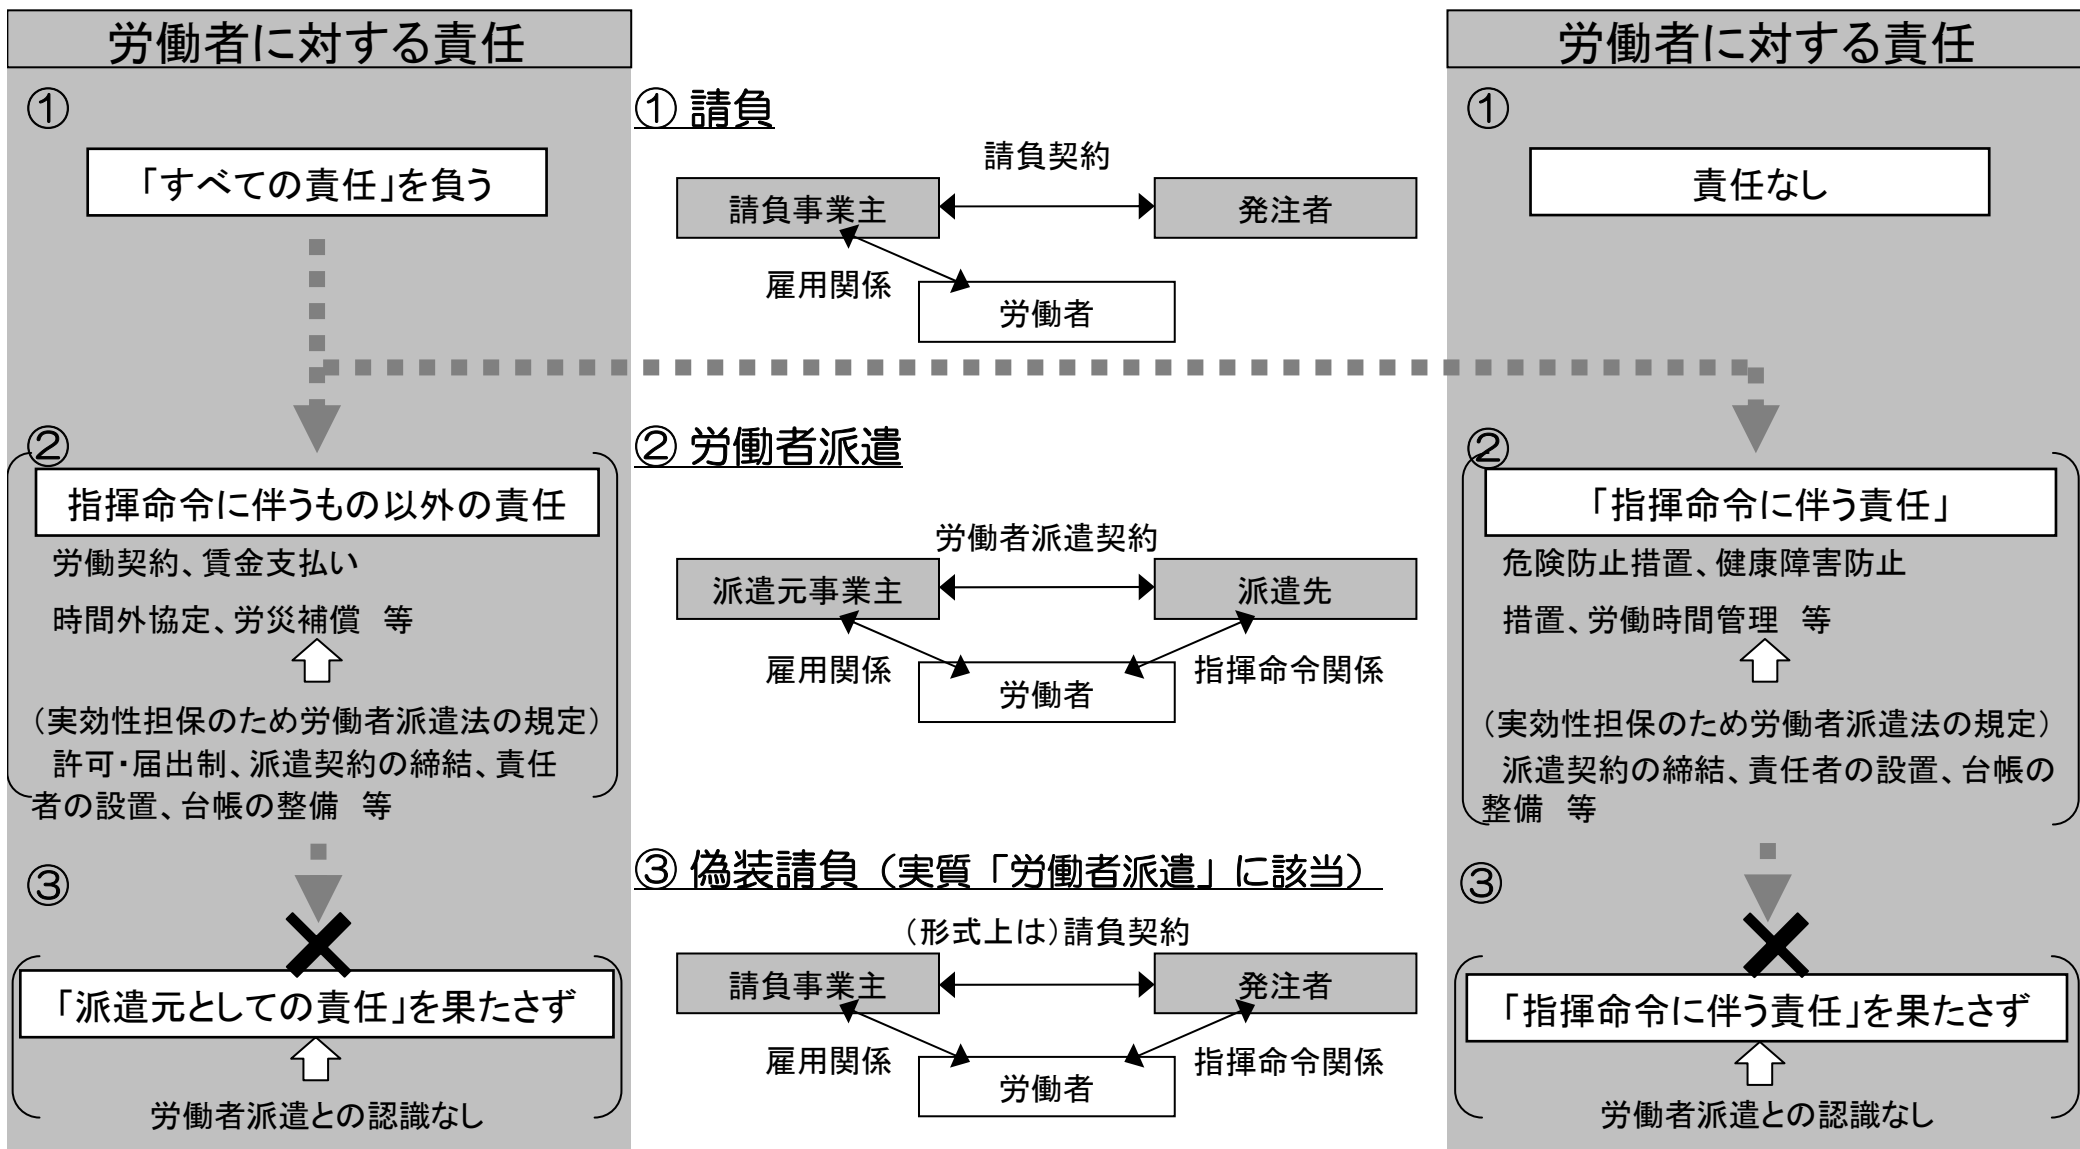 労働者に対する責任
①
「すべての責任」を負う
②
指揮命令に伴うもの以外の責任
労働契約、賃金支払い
時間外協定、労災補償　等
（実効性担保のため労働者派遣法の規定）
許可・届出制、派遣契約の締結、責任
者の設置、台帳の整備　等
③
「派遣元としての責任」を果たさず
労働者派遣との認識なし
① 請負
請負契約
請負事業主
発注者
雇用関係
労働者
② 労働者派遣
労働者派遣契約
派遣元事業主
派遣先
雇用関係
指揮命令関係
労働者
③ 偽装請負（実質「労働者派遣」に該当）
（形式上は）請負契約
請負事業主
発注者
雇用関係
指揮命令関係
労働者
労働者に対する責任
①
責任なし
②
「指揮命令に伴う責任」
危険防止措置、健康障害防止
措置、労働時間管理　等
（実効性担保のため労働者派遣法の規定）
派遣契約の締結、責任者の設置、台帳の
整備　等
③
「指揮命令に伴う責任」を果たさず
労働者派遣との認識なし